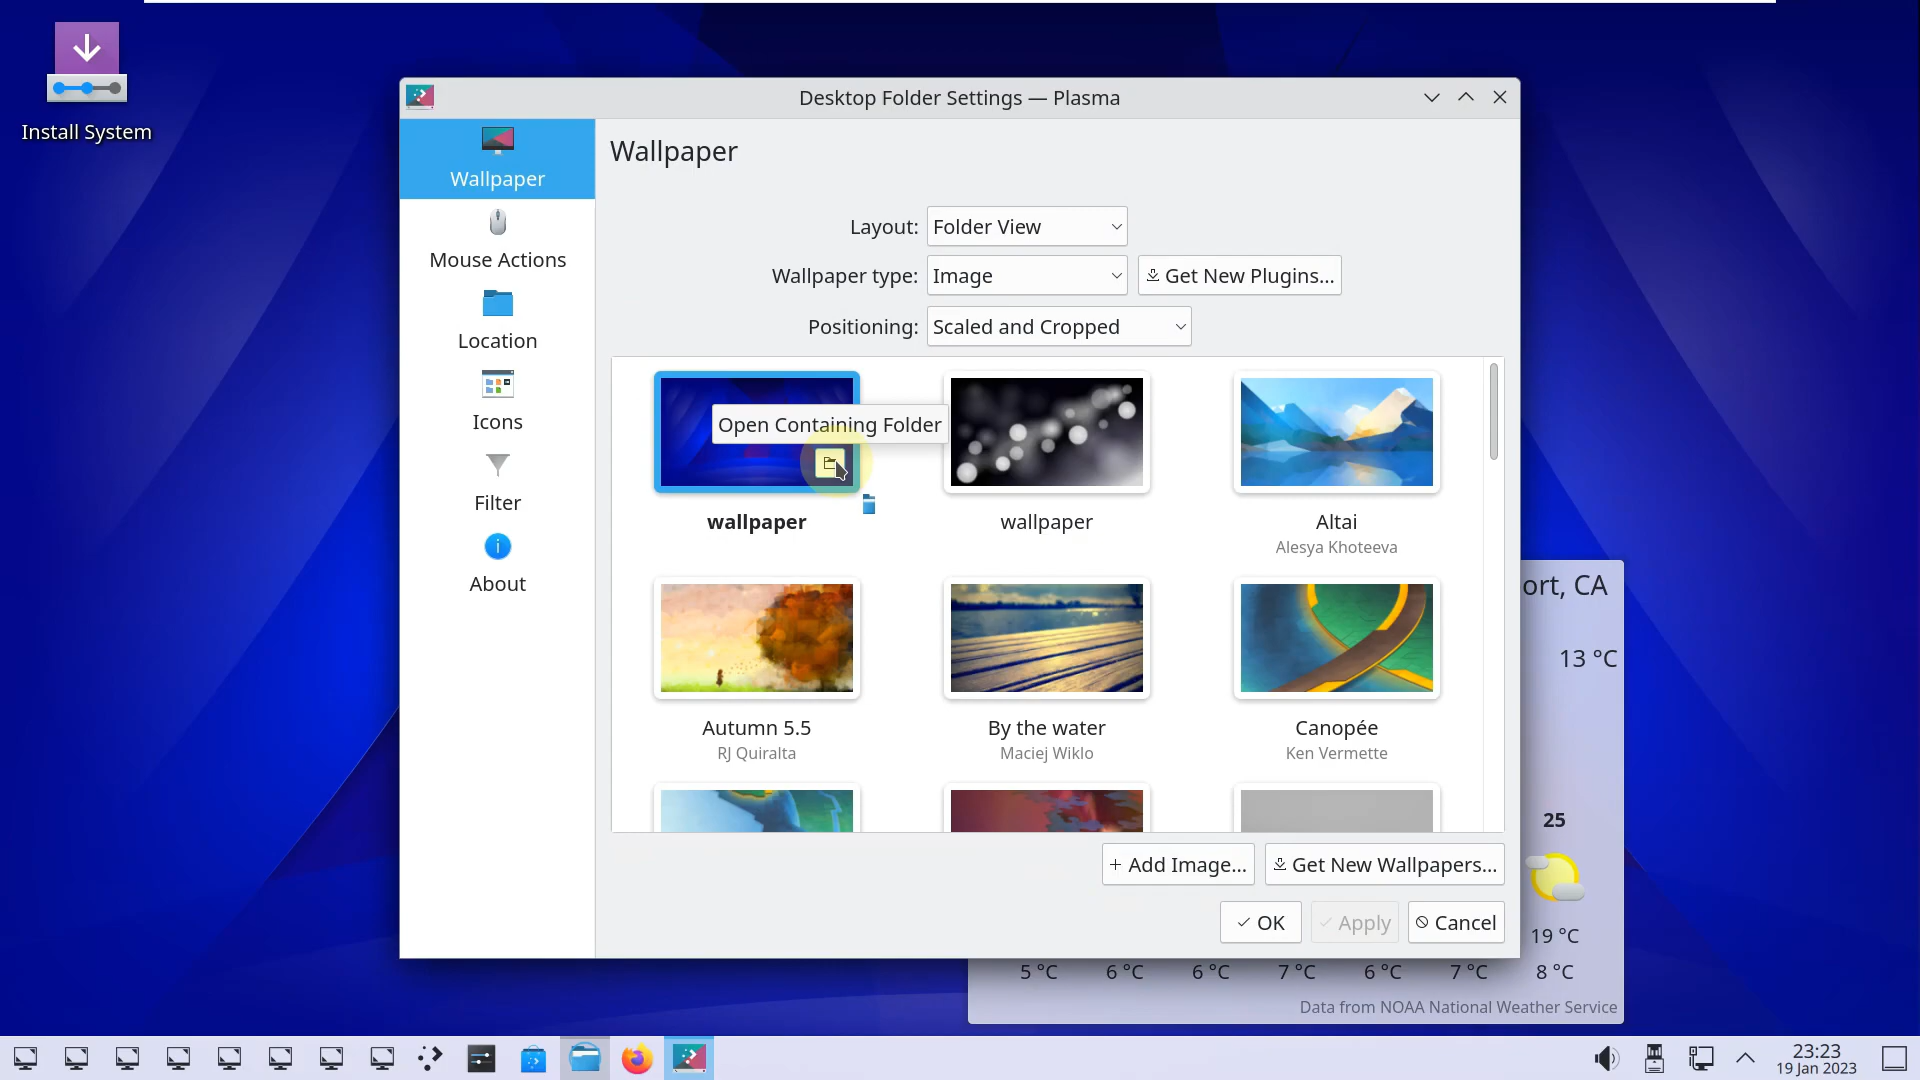 Install System
Desktop Folder Settings — Plasma
Wallpaper
Mouse Actions
Location
Icons
Filter
About
Wallpaper
Layout: Folder View
Wallpaper type: Image Get New Plugins...
Positioning: Scaled and Cropped
Open Containing Folder
wallpaper wallpaper Altai
Alesya Khoteeva
Autumn 5.5 By the water Canopée
RJ Quiralta Maciej Wiklo Ken Vermette
+ Add Image... Get New Wallpapers...
OK Apply Cancel
ort, CA
13 °C
25
19 °C
5 °C 6 °C 6 °C 7 °C 6 °C 7 °C 8 °C
Data from NOAA National Weather Service
23:23
19 Jan 2023